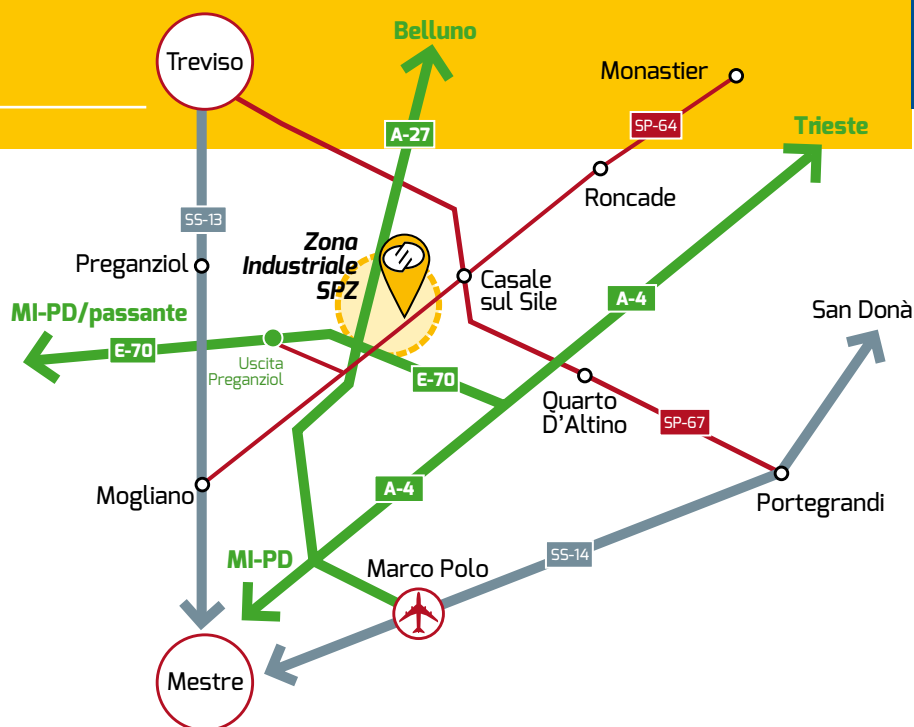 Belluno
Treviso
Monastier
A-27
SP-64
Trieste
Roncade
SS-13
Zona
Industriale
SPZ
Preganziol
Casale
sul Sile
MI-PD/passante
A-4
San Donà
E-70
Uscita
Preganziol
E-70
Quarto
D'Altino
SP-67
Mogliano
A-4
Portegrandi
MI-PD
Marco Polo
SS-14
Mestre